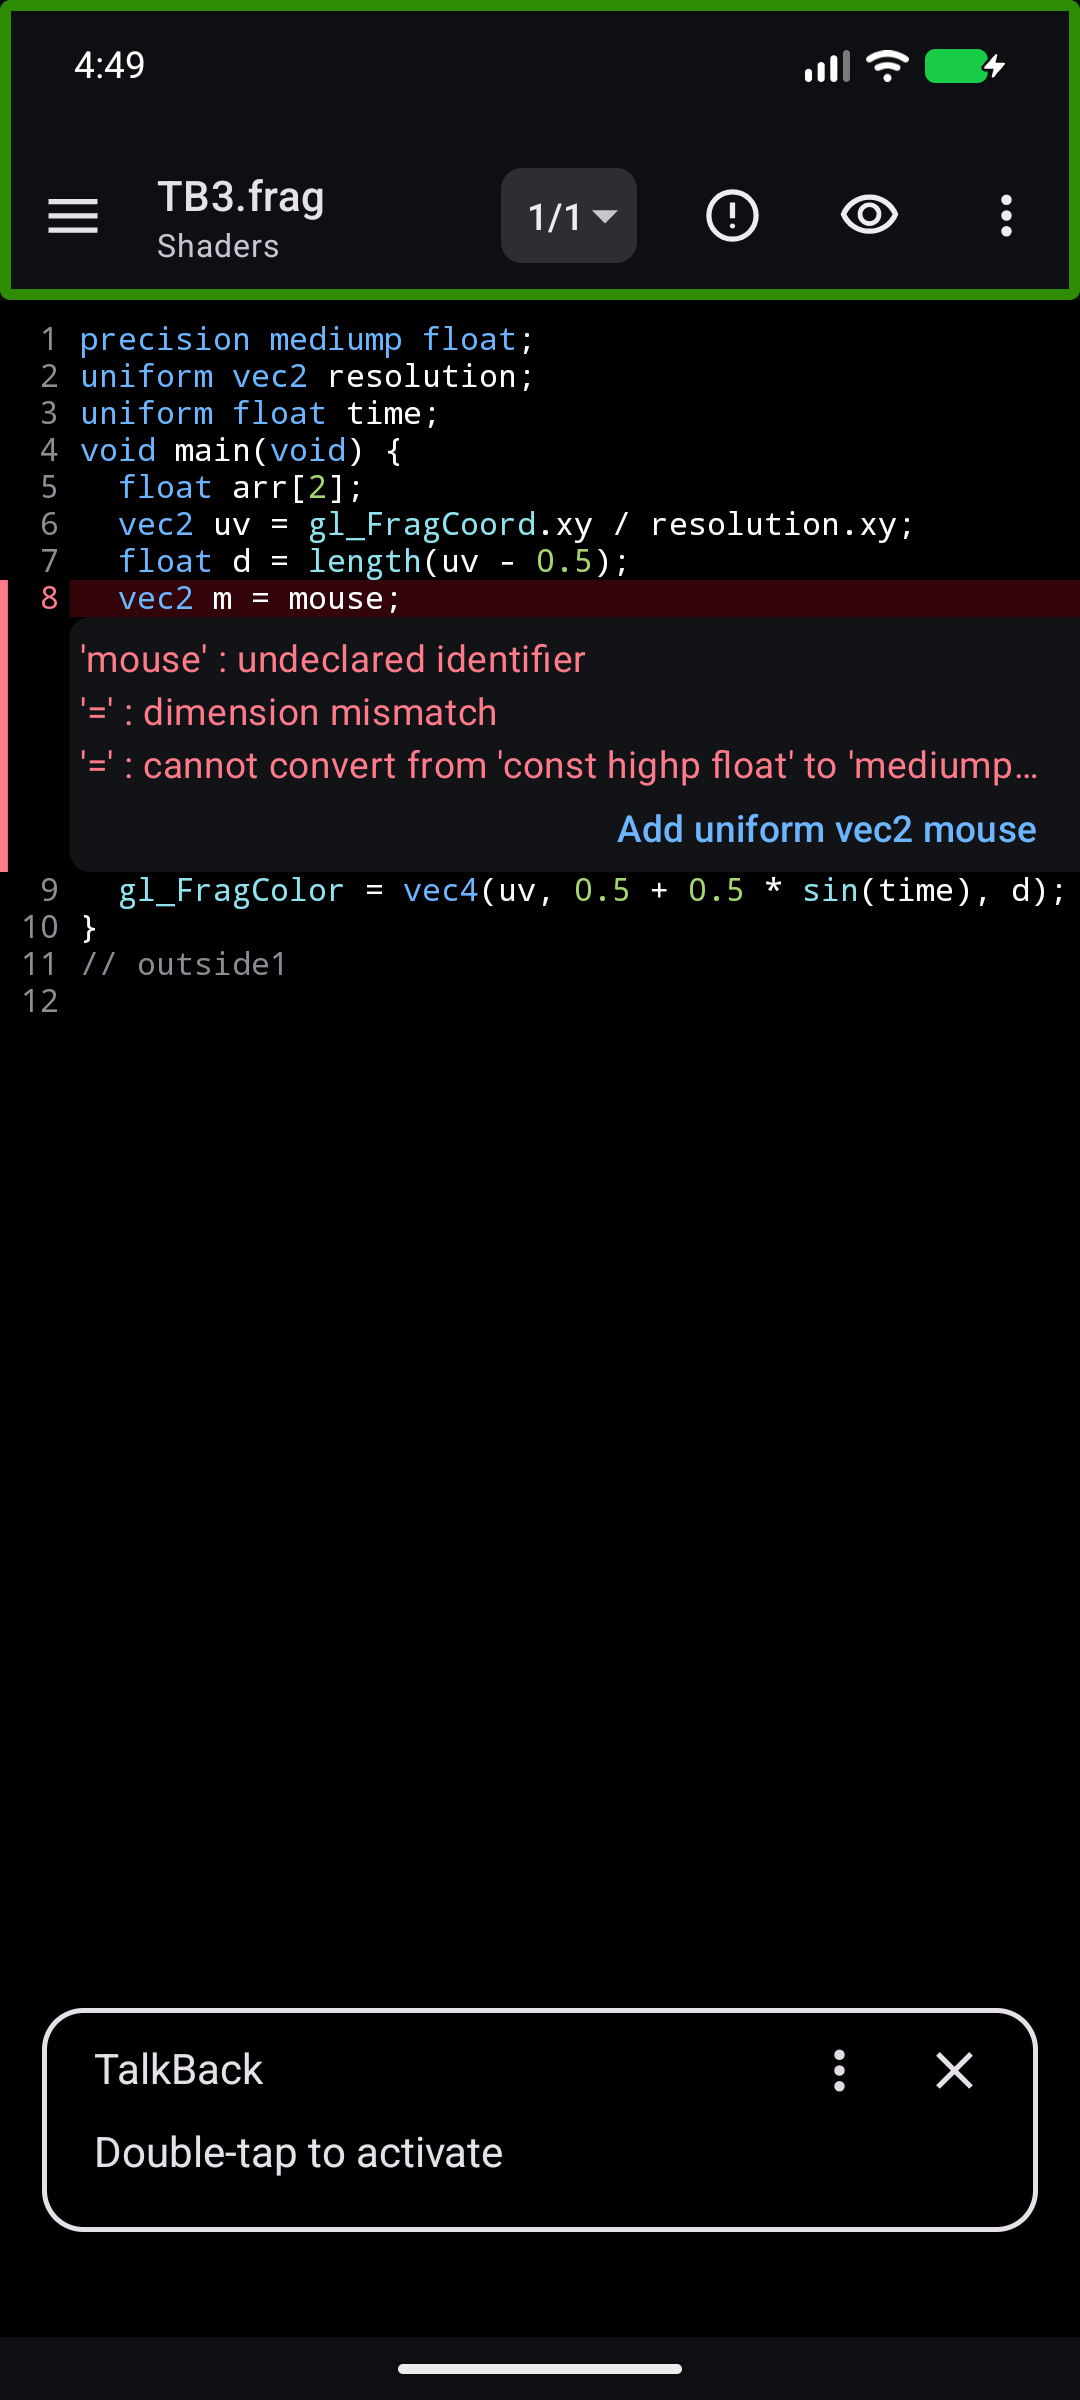 4:49
TB3.frag
Shaders
1/1
1 precision mediump float;
2 uniform vec2 resolution;
3 uniform float time;
4 void main(void) {
5   float arr[2];
6   vec2 uv = gl_FragCoord.xy / resolution.xy;
7   float d = length(uv - 0.5);
8   vec2 m = mouse;
'mouse' : undeclared identifier
'=' : dimension mismatch
'=' : cannot convert from 'const highp float' to 'mediump…
Add uniform vec2 mouse
9   gl_FragColor = vec4(uv, 0.5 + 0.5 * sin(time), d);
10 }
11 // outside1
12
TalkBack
Double-tap to activate